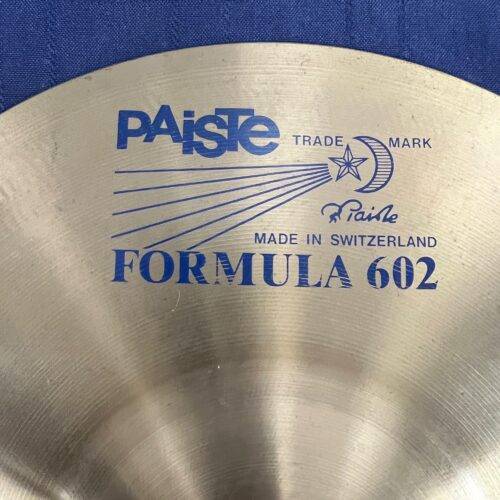 PAiSTe
TRADE MARK
Paiste
MADE IN SWITZERLAND
FORMULA 602